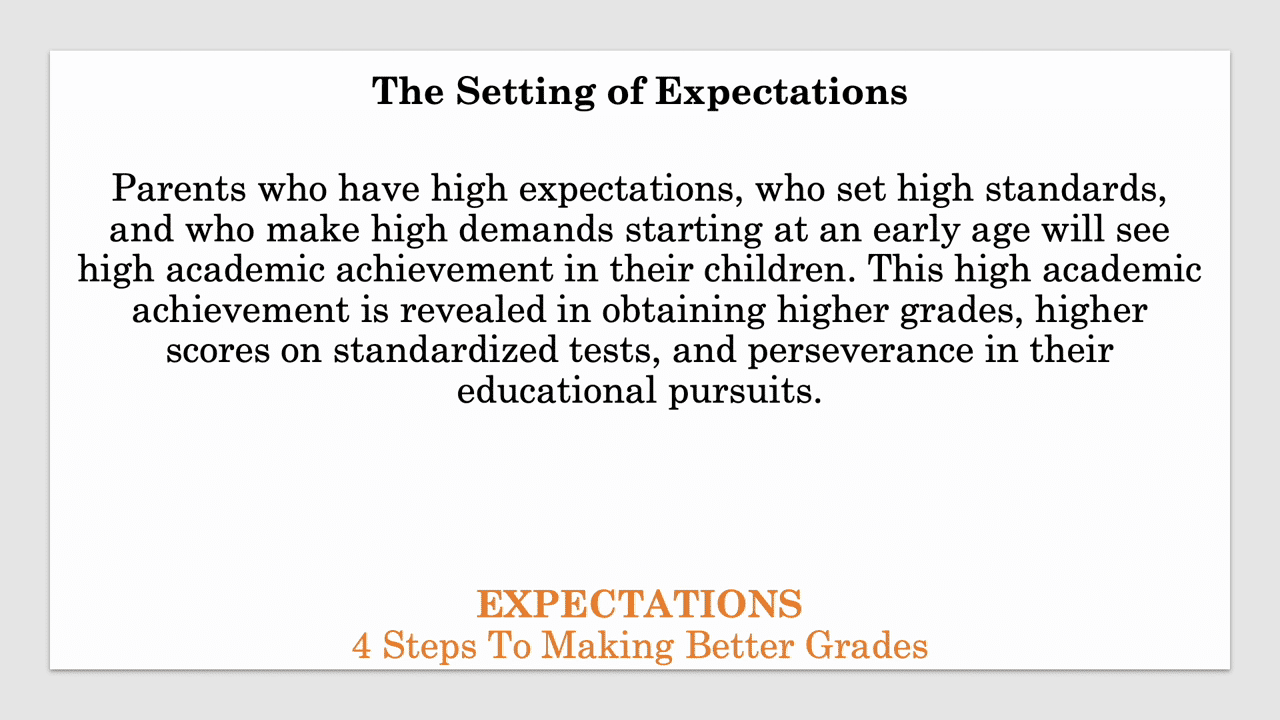 The Setting of Expectations
Parents who have high expectations, who set high standards,
and who make high demands starting at an early age will see
high academic achievement in their children. This high academic
achievement is revealed in obtaining higher grades, higher
scores on standardized tests, and perseverance in their
educational pursuits.
EXPECTATIONS
4 Steps To Making Better Grades